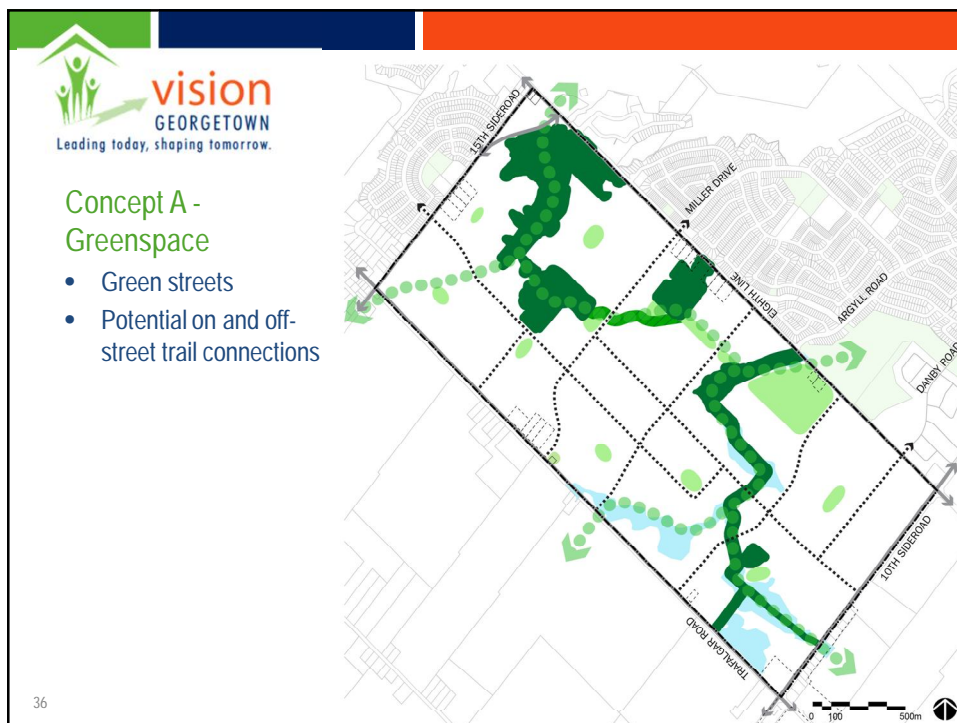 vision
GEORGETOWN
Leading today, shaping tomorrow.
Concept A -
Greenspace
• Green streets
• Potential on and off-
street trail connections
15TH SIDEROAD
MILLER DRIVE
EIGHTH LINE
ARGYLL ROAD
DANBY ROAD
10TH SIDEROAD
TRAFALGAR ROAD
0 100 500m
36